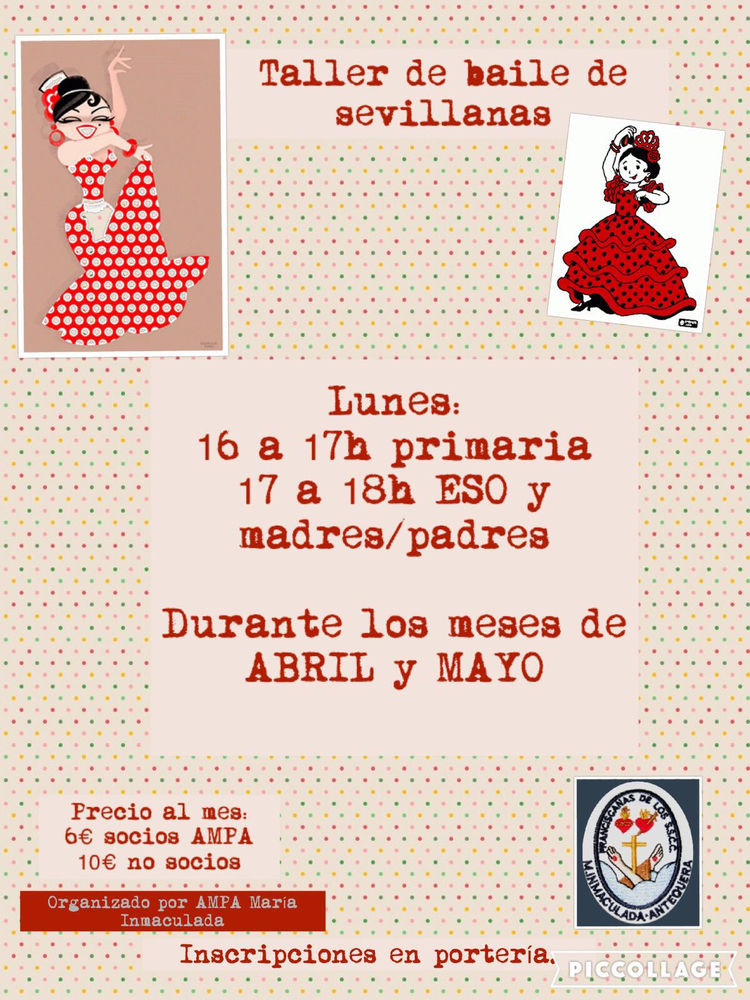 Taller de baile de
sevillanas
Lunes:
16 a 17h primaria
17 a 18h ESO y
madres/padres
Durante los meses de
ABRIL y MAYO
Precio al mes:
6€ socios AMPA
10€ no socios
FRANCISCANAS DE LOS S.S.C.C.
M.INMACULADA-ANTEQUERA
Organizado por AMPA María
Inmaculada
Inscripciones en portería.
PICCOLLAGE